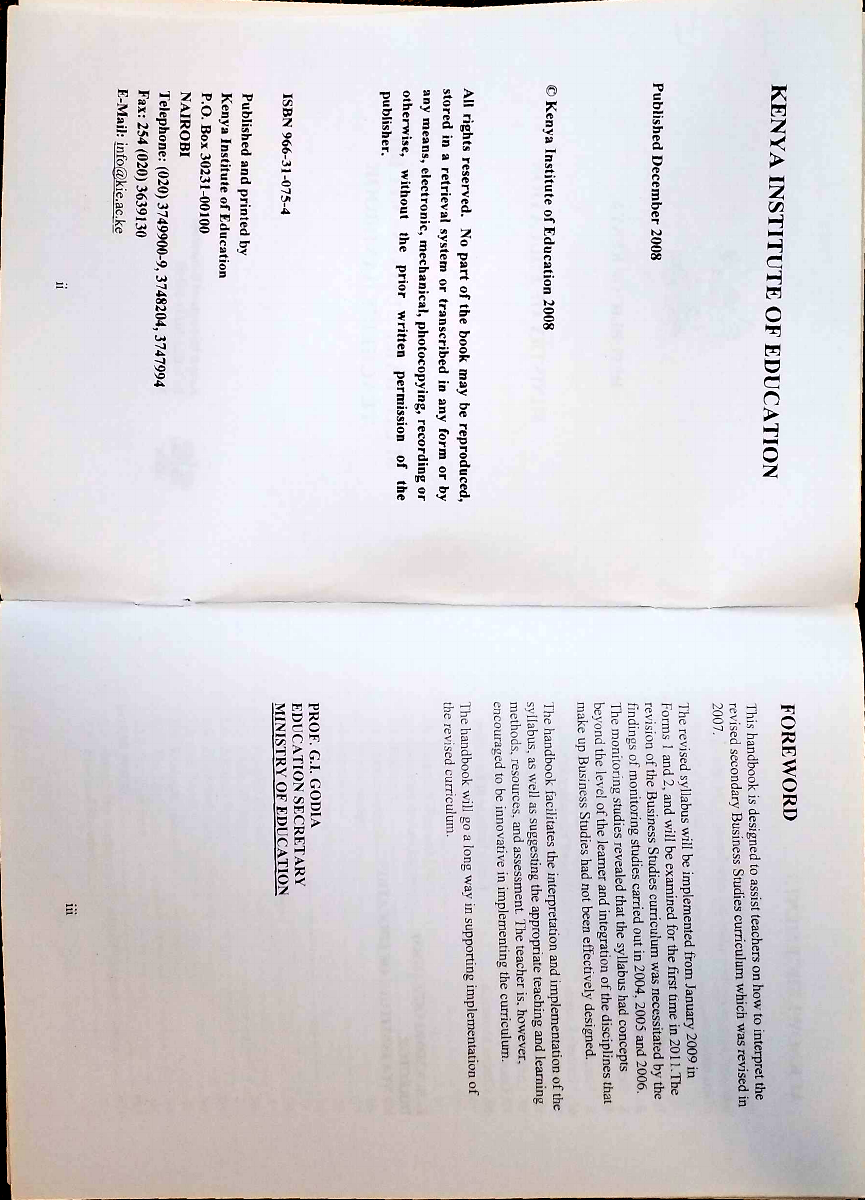 KENYA INSTITUTE OF EDUCATION
Published December 2008
© Kenya Institute of Education 2008
All rights reserved. No part of the book may be reproduced,
stored in a retrieval system or transcribed in any form or by
any means, electronic, mechanical, photocopying, recording or
otherwise, without the prior written permission of the
publisher.
ISBN 966-31-075-4
Published and printed by
Kenya Institute of Education
P.O. Box 30231-00100
NAIROBI
Telephone: (020) 3749900-9, 3748204, 3747994
Fax: 254 (020) 3639130
E-Mail: info@kie.ac.ke
ii
FOREWORD
This handbook is designed to assist teachers on how to interpret the
revised secondary Business Studies curriculum which was revised in
2007.
The revised syllabus will be implemented from January 2009 in
Forms 1 and 2, and will be examined for the first time in 2011.The
revision of the Business Studies curriculum was necessitated by the
findings of monitoring studies carried out in 2004, 2005 and 2006.
The monitoring studies revealed that the syllabus had concepts
beyond the level of the learner and integration of the disciplines that
make up Business Studies had not been effectively designed.
The handbook facilitates the interpretation and implementation of the
syllabus, as well as suggesting the appropriate teaching and learning
methods, resources, and assessment. The teacher is, however,
encouraged to be innovative in implementing the curriculum.
The handbook will go a long way in supporting implementation of
the revised curriculum.
PROF. G.I. GODIA
EDUCATION SECRETARY
MINISTRY OF EDUCATION
iii